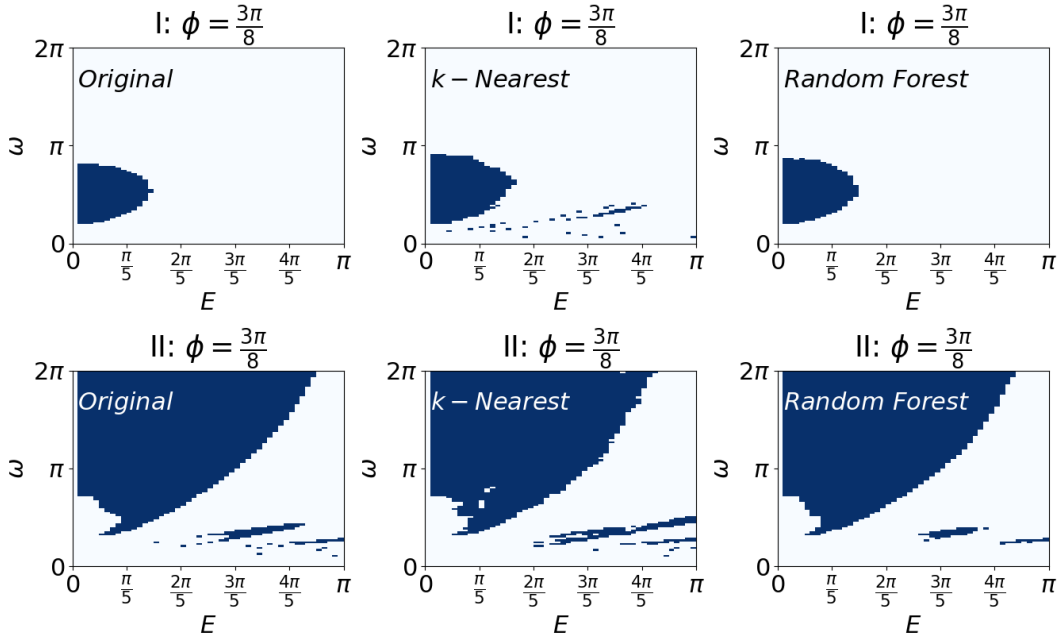 I: ϕ = 3π/8
2π
Original
ω
π
0
0 π/5 2π/5 3π/5 4π/5 π
E
I: ϕ = 3π/8
2π
k − Nearest
ω
π
0
0 π/5 2π/5 3π/5 4π/5 π
E
I: ϕ = 3π/8
2π
Random Forest
ω
π
0
0 π/5 2π/5 3π/5 4π/5 π
E
II: ϕ = 3π/8
2π
Original
ω
π
0
0 π/5 2π/5 3π/5 4π/5 π
E
II: ϕ = 3π/8
2π
k − Nearest
ω
π
0
0 π/5 2π/5 3π/5 4π/5 π
E
II: ϕ = 3π/8
2π
Random Forest
ω
π
0
0 π/5 2π/5 3π/5 4π/5 π
E